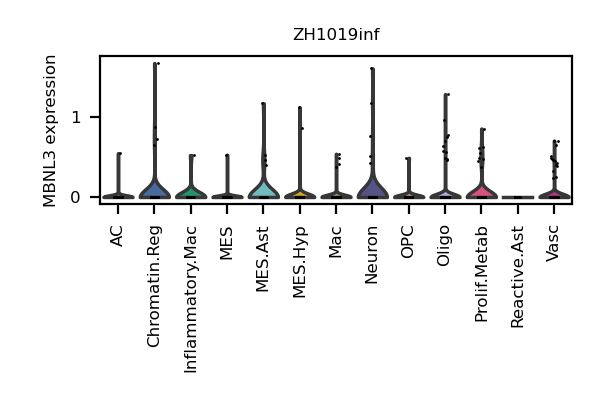 ZH1019inf
MBNL3 expression
1
0
AC
Chromatin.Reg
Inflammatory.Mac
MES
MES.Ast
MES.Hyp
Mac
Neuron
OPC
Oligo
Prolif.Metab
Reactive.Ast
Vasc